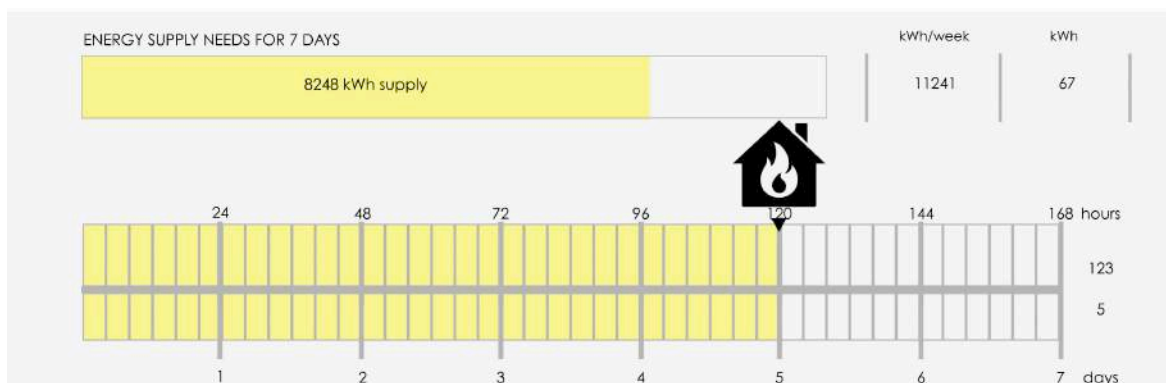 ENERGY SUPPLY NEEDS FOR 7 DAYS
kWh/week kWh
8248 kWh supply
11241 67
24 48 72 96 120 144 168 hours
123
5
1 2 3 4 5 6 7 days